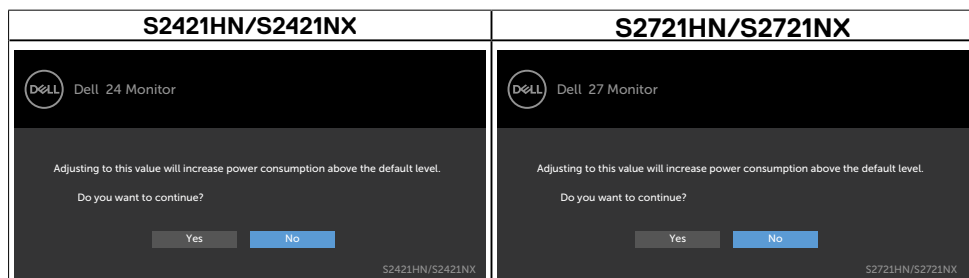 S2421HN/S2421NX
S2721HN/S2721NX
DELL Dell 24 Monitor
Adjusting to this value will increase power consumption above the default level.
Do you want to continue?
Yes No
S2421HN/S2421NX
DELL Dell 27 Monitor
Adjusting to this value will increase power consumption above the default level.
Do you want to continue?
Yes No
S2721HN/S2721NX